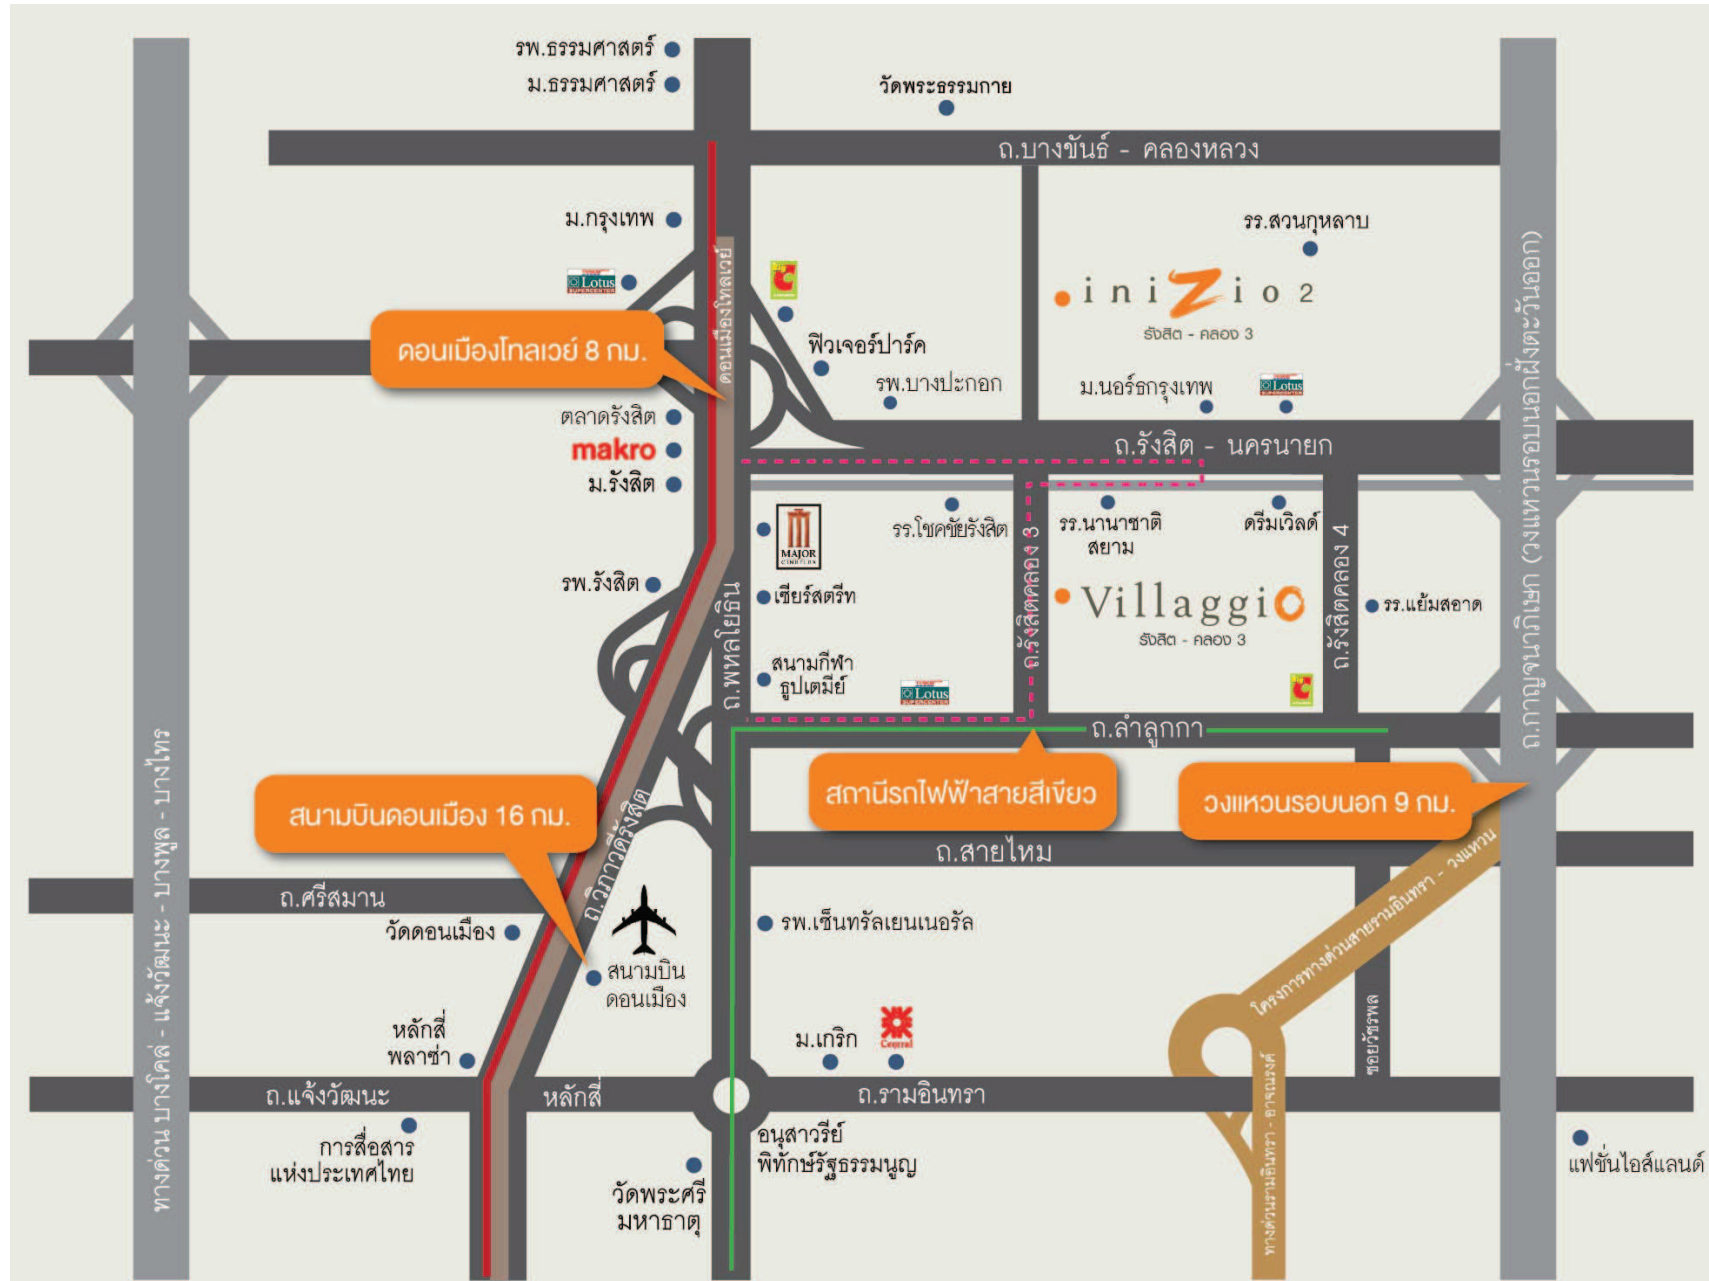 รพ.ธรรมศาสตร์
ม.ธรรมศาสตร์
วัดพระธรรมกาย
ถ.บางขันธ์ - คลองหลวง
ม.กรุงเทพ
รร.สวนกุหลาบ
Lotus
iniZio 2
รังสิต - คลอง 3
ดอนเมืองโทลเวย์
ดอนเมืองโทลเวย์ 8 กม.
ฟิวเจอร์ปาร์ค
รพ.บางปะกอก
ม.นอร์ธกรุงเทพ
Lotus
ตลาดรังสิต
makro
ม.รังสิต
ถ.รังสิต - นครนายก
MAJOR
CINEPLEX
รร.โชคชัยรังสิต
รร.นานาชาติ
สยาม
ดรีมเวิลด์
รพ.รังสิต
เซียร์สตรีท
ถ.พหลโยธิน
ถ.รังสิตคลอง 3
Villaggio
รังสิต - คลอง 3
ถ.รังสิตคลอง 4
รร.แย้มสอาด
สนามกีฬา
ธูปเตมีย์
Lotus
ถ.ลำลูกกา
ถ.กาญจนาภิเษก (วงแหวนรอบนอกฝั่งตะวันออก)
สถานีรถไฟฟ้าสายสีเขียว
วงแหวนรอบนอก 9 กม.
สนามบินดอนเมือง 16 กม.
ถ.วิภาวดีรังสิต
ถ.สายไหม
ถ.ศรีสมาน
วัดดอนเมือง
รพ.เซ็นทรัลเยนเนอรัล
สนามบิน
ดอนเมือง
โครงการทางด่วนสายรามอินทรา - วงแหวน
ทางด่วน บางโคล่ - แจ้งวัฒนะ - บางพูล - บางไทร
หลักสี่
พลาซ่า
ม.เกริก
Central
ซอยวัชรพล
ถ.แจ้งวัฒนะ
หลักสี่
ถ.รามอินทรา
การสื่อสาร
แห่งประเทศไทย
อนุสาวรีย์
พิทักษ์รัฐธรรมนูญ
วัดพระศรี
มหาธาตุ
ทางด่วนรามอินทรา - อาจณรงค์
แฟชั่นไอส์แลนด์